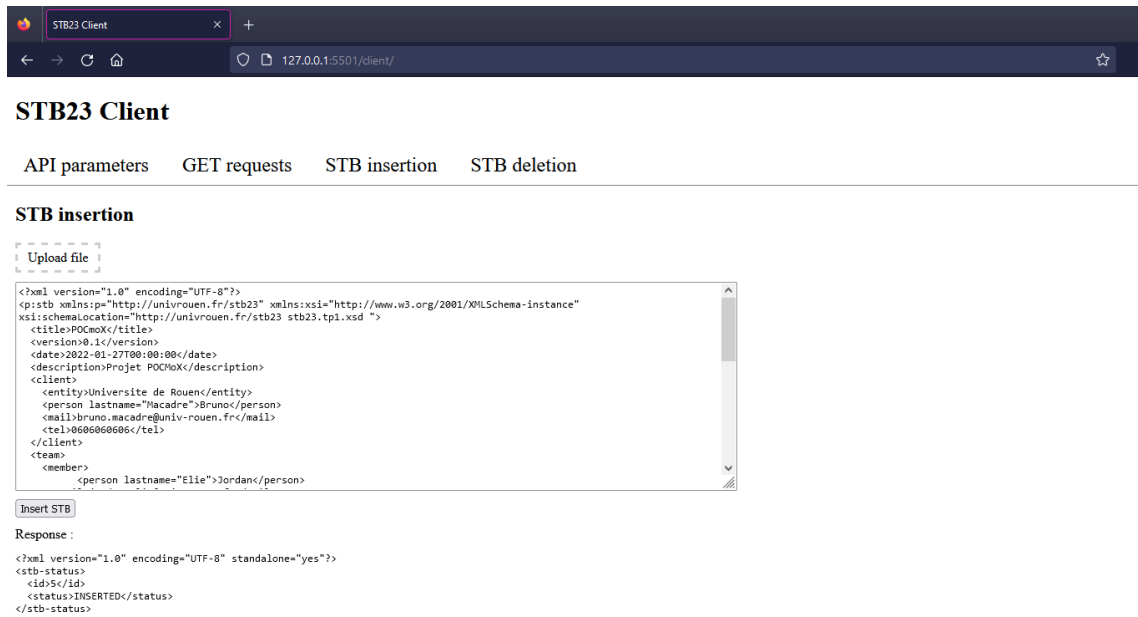 STB23 Client
127.0.0.1:5501/client/
STB23 Client
API parameters GET requests STB insertion STB deletion
STB insertion
Upload file
<?xml version="1.0" encoding="UTF-8"?>
<p:stb xmlns:p="http://univrouen.fr/stb23" xmlns:xsi="http://www.w3.org/2001/XMLSchema-instance"
xsi:schemaLocation="http://univrouen.fr/stb23 stb23.tp1.xsd ">
<title>POCmoX</title>
<version>0.1</version>
<date>2022-01-27T00:00:00</date>
<description>Projet POCMoX</description>
<client>
<entity>Universite de Rouen</entity>
<person lastname="Macadre">Bruno</person>
<mail>bruno.macadre@univ-rouen.fr</mail>
<tel>0606060606</tel>
</client>
<team>
<member>
<person lastname="Elie">Jordan</person>
Insert STB
Response :
<?xml version="1.0" encoding="UTF-8" standalone="yes"?>
<stb-status>
<id>5</id>
<status>INSERTED</status>
</stb-status>